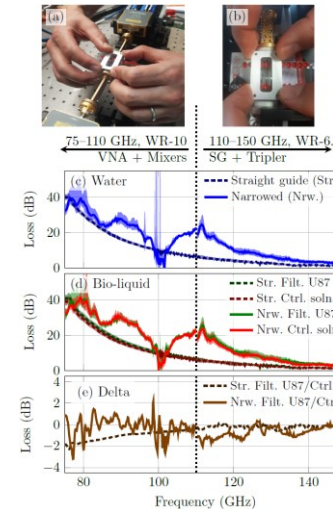 (a)
(b)
75–110 GHz, WR-10
110–150 GHz, WR-6.
VNA + Mixers
SG + Tripler
(c) Water
Straight guide (Str
Narrowed (Nrw.)
Loss (dB)
40
20
0
(d) Bio-liquid
Str. Filt. U87
Str. Ctrl. soln
Nrw. Filt. U87
Nrw. Ctrl. soln
Loss (dB)
40
20
0
(e) Delta
Str. Filt. U87/Ctrl
Nrw. Filt. U87/Ctr
Loss (dB)
4
2
0
−2
−4
80
100
120
140
Frequency (GHz)